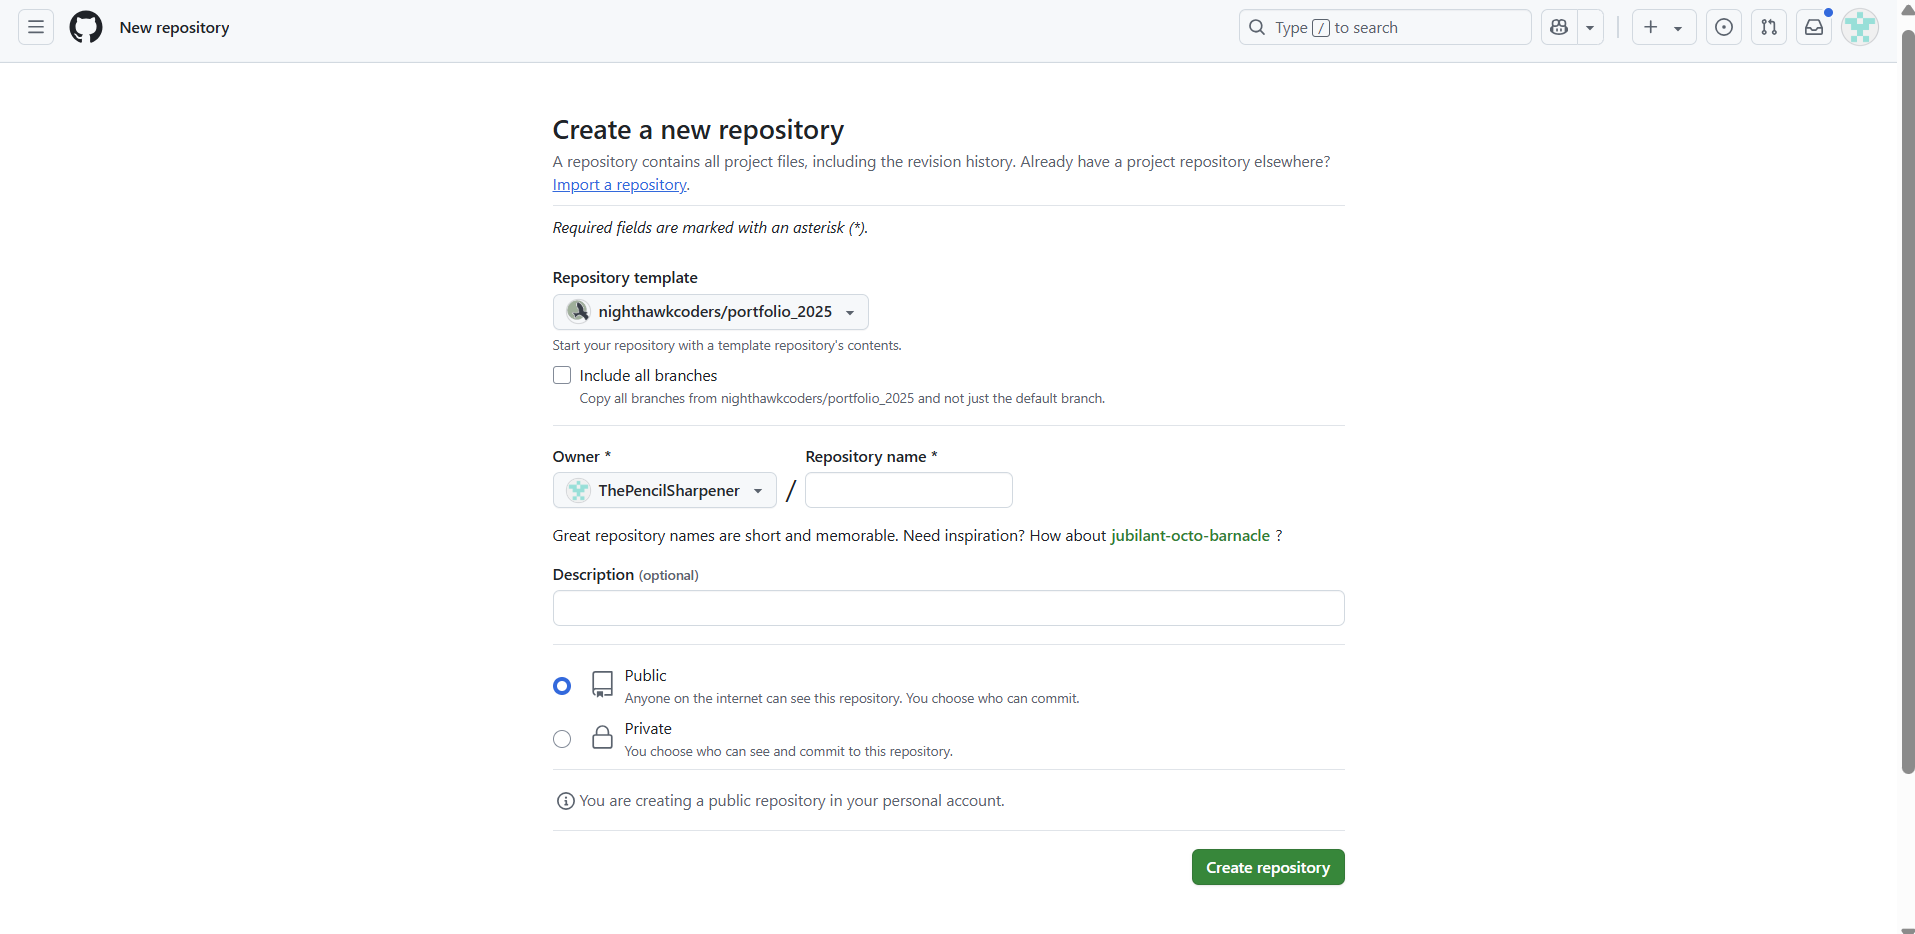 New repository
Type / to search
Create a new repository
A repository contains all project files, including the revision history. Already have a project repository elsewhere?
Import a repository.
Required fields are marked with an asterisk (*).
Repository template
nighthawkcoders/portfolio_2025
Start your repository with a template repository's contents.
Include all branches
Copy all branches from nighthawkcoders/portfolio_2025 and not just the default branch.
Owner * Repository name *
ThePencilSharpener /
Great repository names are short and memorable. Need inspiration? How about jubilant-octo-barnacle ?
Description (optional)
Public
Anyone on the internet can see this repository. You choose who can commit.
Private
You choose who can see and commit to this repository.
You are creating a public repository in your personal account.
Create repository